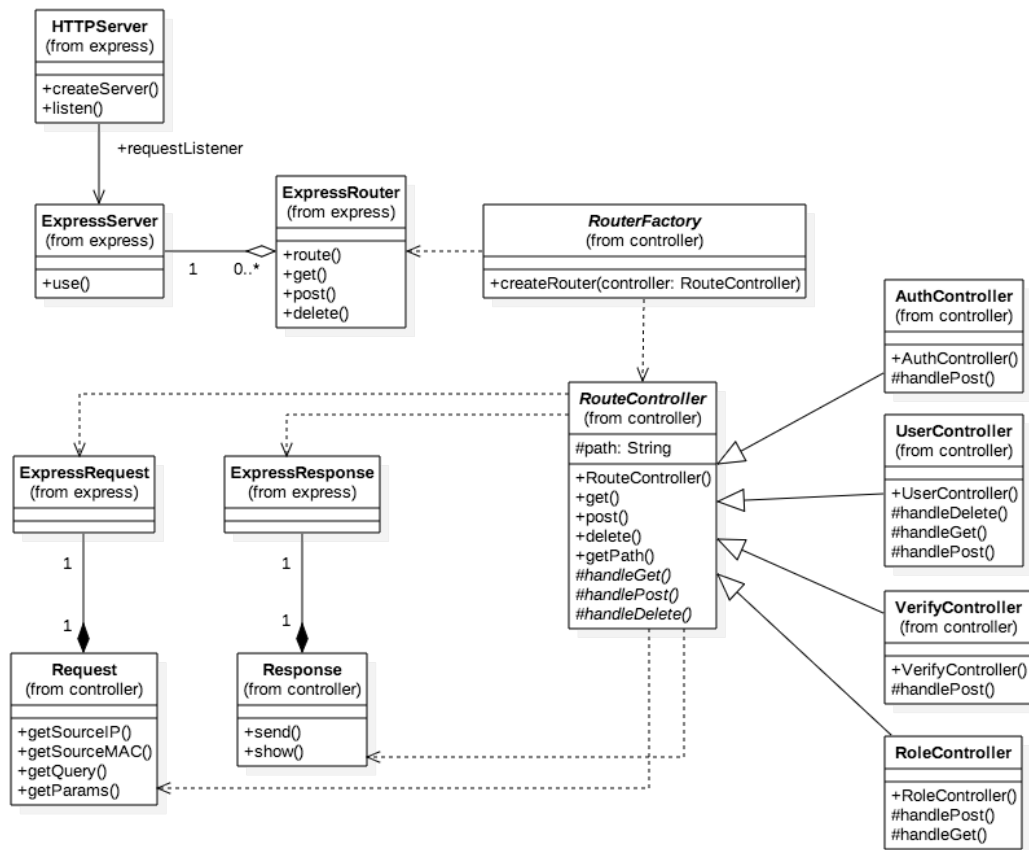 HTTPServer
(from express)
+createServer()
+listen()
+requestListener
ExpressServer
(from express)
+use()
1
0..*
ExpressRouter
(from express)
+route()
+get()
+post()
+delete()
RouterFactory
(from controller)
+createRouter(controller: RouteController)
AuthController
(from controller)
+AuthController()
#handlePost()
RouteController
(from controller)
#path: String
+RouteController()
+get()
+post()
+delete()
+getPath()
#handleGet()
#handlePost()
#handleDelete()
UserController
(from controller)
+UserController()
#handleDelete()
#handleGet()
#handlePost()
ExpressRequest
(from express)
ExpressResponse
(from express)
1
1
1
1
VerifyController
(from controller)
+VerifyController()
#handlePost()
Request
(from controller)
+getSourceIP()
+getSourceMAC()
+getQuery()
+getParams()
Response
(from controller)
+send()
+show()
RoleController
+RoleController()
#handlePost()
#handleGet()